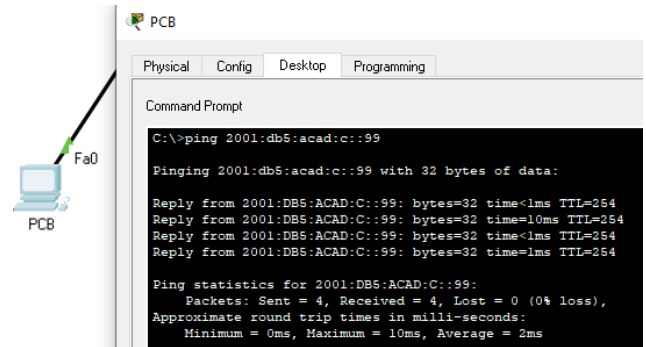 PCB
Physical Config Desktop Programming
Command Prompt
C:\>ping 2001:db5:acad:c::99
Pinging 2001:db5:acad:c::99 with 32 bytes of data:
Reply from 2001:DB5:ACAD:C::99: bytes=32 time<1ms TTL=254
Reply from 2001:DB5:ACAD:C::99: bytes=32 time=10ms TTL=254
Reply from 2001:DB5:ACAD:C::99: bytes=32 time<1ms TTL=254
Reply from 2001:DB5:ACAD:C::99: bytes=32 time=1ms TTL=254
Ping statistics for 2001:DB5:ACAD:C::99:
Packets: Sent = 4, Received = 4, Lost = 0 (0% loss),
Approximate round trip times in milli-seconds:
Minimum = 0ms, Maximum = 10ms, Average = 2ms
Fa0
PCB